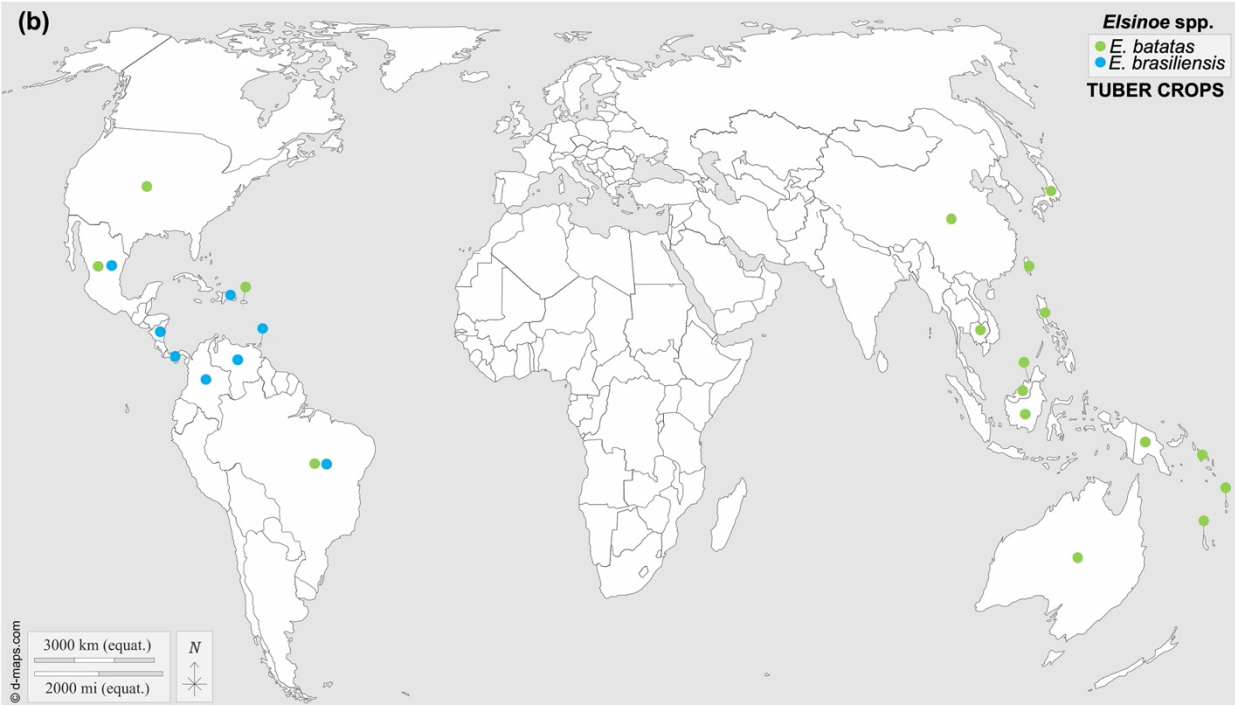 (b)
Elsinoe spp.
E. batatas
E. brasiliensis
TUBER CROPS
3000 km (equat.)
2000 mi (equat.)
N
© d-maps.com